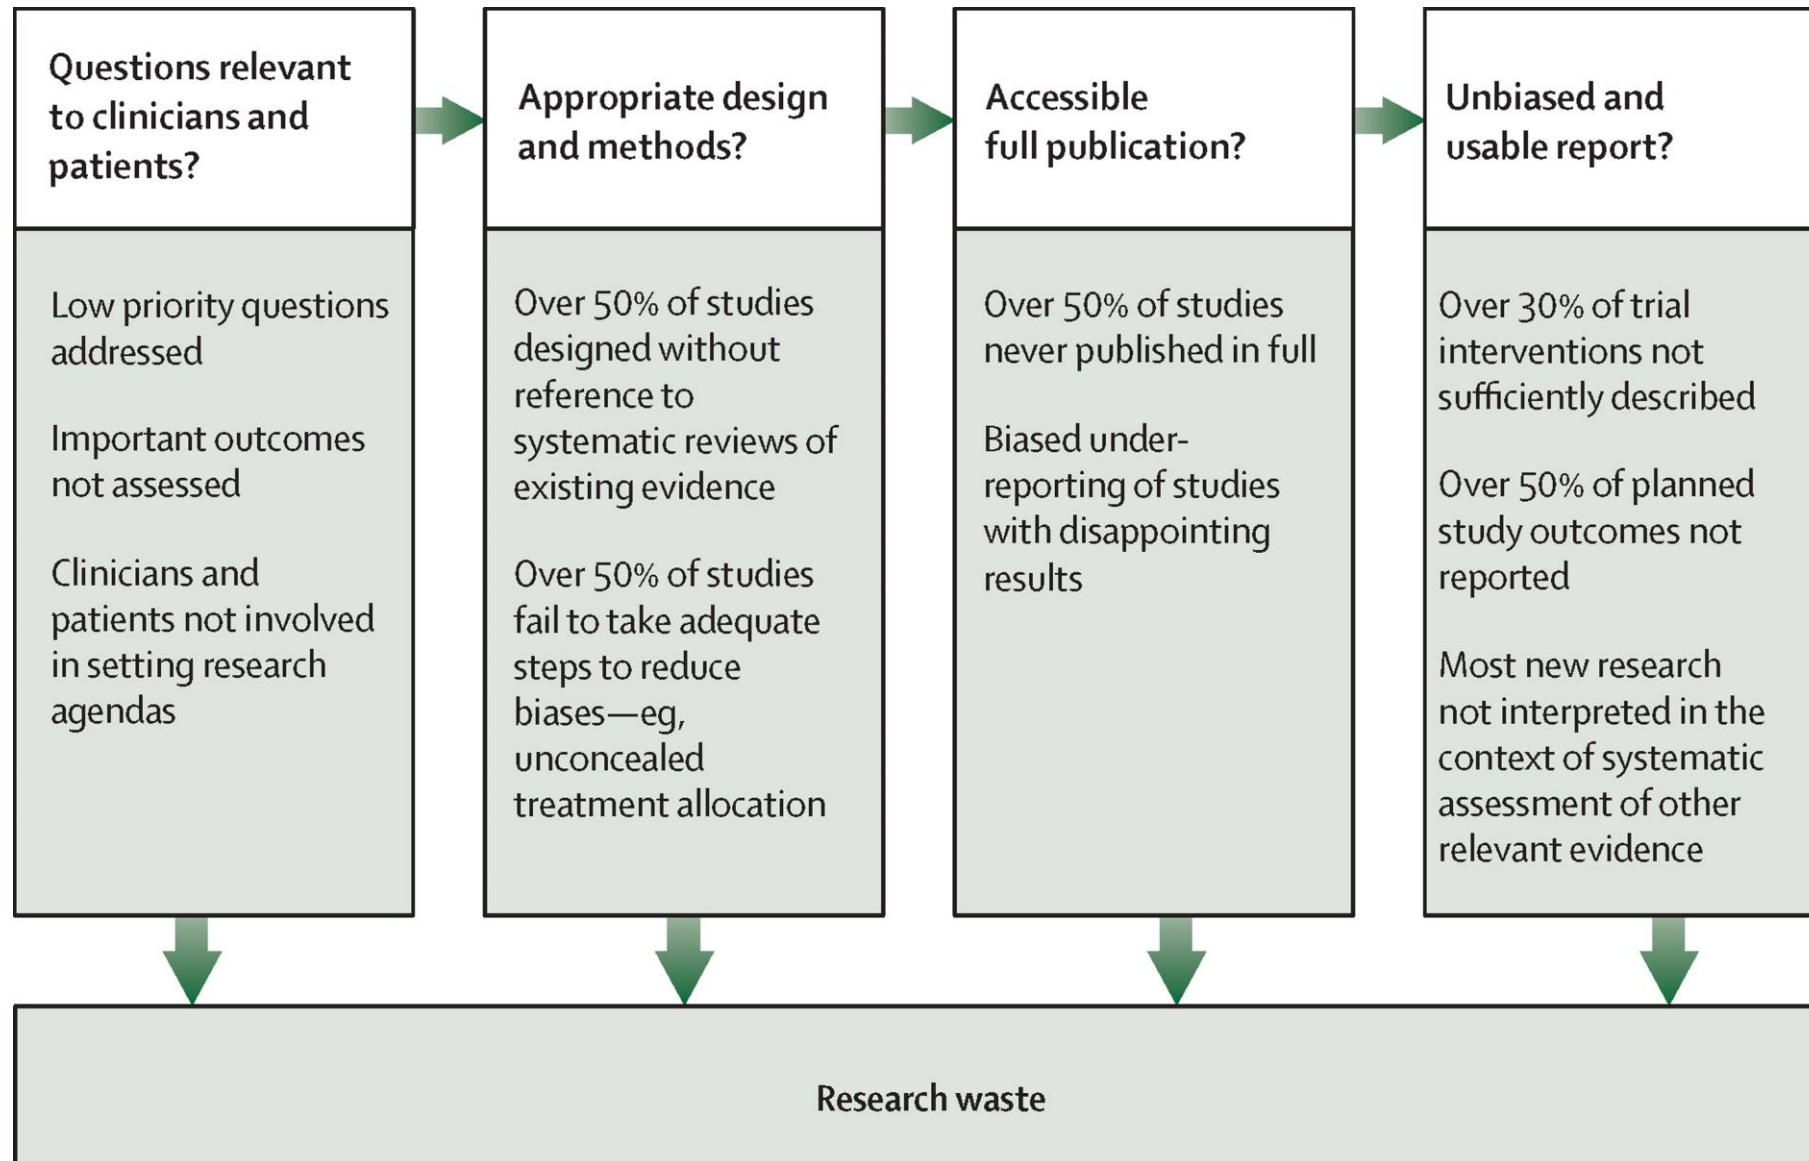 Questions relevant
to clinicians and
patients?
Low priority questions
addressed
Important outcomes
not assessed
Clinicians and
patients not involved
in setting research
agendas
Appropriate design
and methods?
Over 50% of studies
designed without
reference to
systematic reviews of
existing evidence
Over 50% of studies
fail to take adequate
steps to reduce
biases—eg,
unconcealed
treatment allocation
Accessible
full publication?
Over 50% of studies
never published in full
Biased under-
reporting of studies
with disappointing
results
Unbiased and
usable report?
Over 30% of trial
interventions not
sufficiently described
Over 50% of planned
study outcomes not
reported
Most new research
not interpreted in the
context of systematic
assessment of other
relevant evidence
Research waste